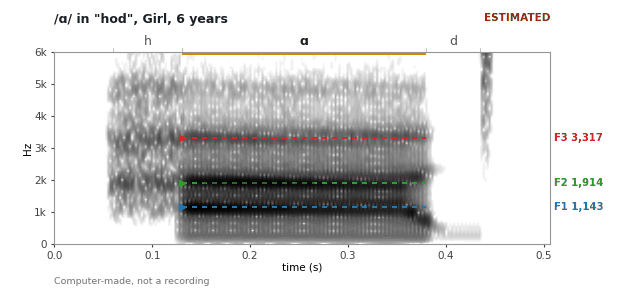 /ɑ/ in "hod", Girl, 6 years
ESTIMATED
h ɑ d
6k
5k
4k
3k
2k
1k
0
Hz
F3 3,317
F2 1,914
F1 1,143
0.0 0.1 0.2 0.3 0.4 0.5
time (s)
Computer-made, not a recording